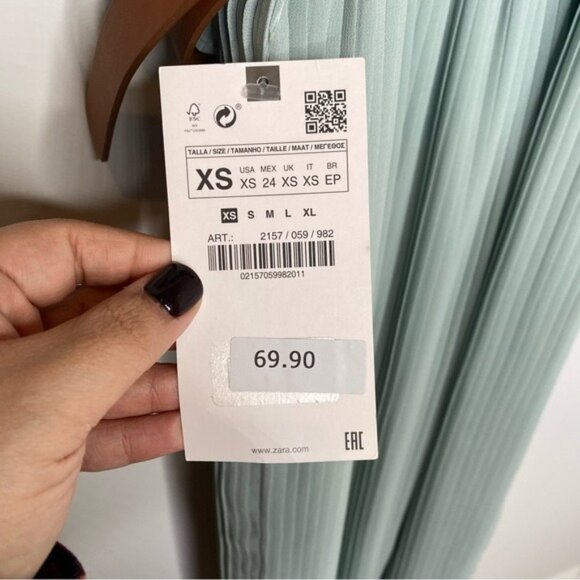 FSC
®
TALLA / SIZE / TAMANHO / TAILLE / MAAT / ΜΕΓΕΘΟΣ
XS
USA MEX UK IT BR
XS 24 XS XS EP
XS S M L XL
ART.: 2157 / 059 / 982
02157059982011
69.90
www.zara.com
EAC